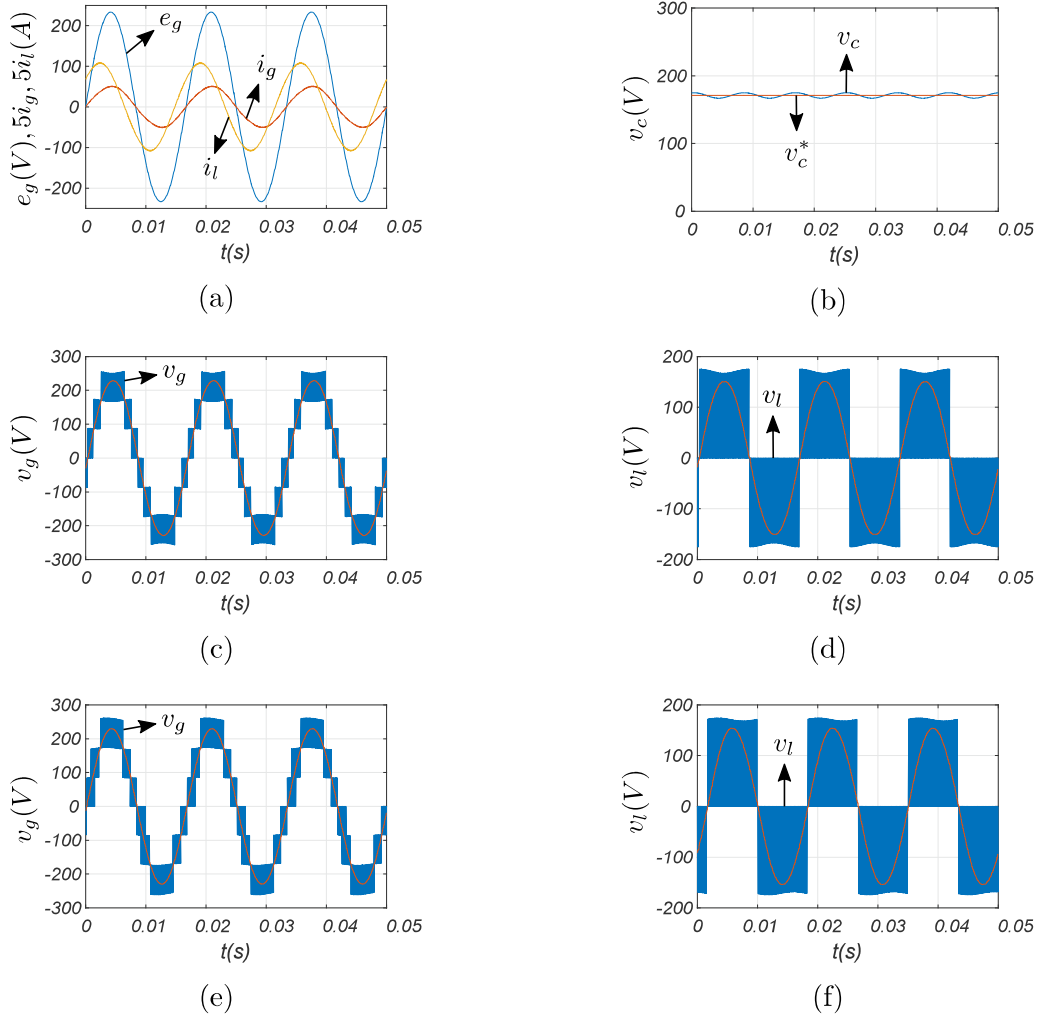 e_g(V), 5i_g, 5i_l(A)
200
100
0
-100
-200
e_g
i_g
i_l
0 0.01 0.02 0.03 0.04 0.05
t(s)
(a)
v_c(V)
300
200
100
0
v_c
v_c^*
0 0.01 0.02 0.03 0.04 0.05
t(s)
(b)
v_g(V)
300
200
100
0
-100
-200
-300
v_g
0 0.01 0.02 0.03 0.04 0.05
t(s)
(c)
v_l(V)
200
100
0
-100
-200
v_l
0 0.01 0.02 0.03 0.04 0.05
t(s)
(d)
v_g(V)
300
200
100
0
-100
-200
-300
v_g
0 0.01 0.02 0.03 0.04 0.05
t(s)
(e)
v_l(V)
200
100
0
-100
-200
v_l
0 0.01 0.02 0.03 0.04 0.05
t(s)
(f)